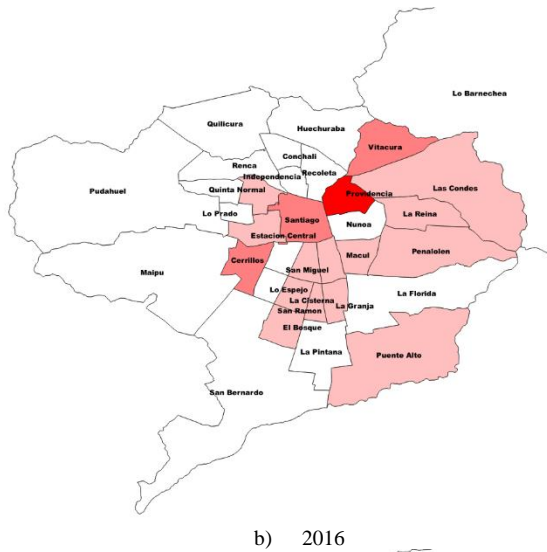 Lo Barnechea
Quilicura
Huechuraba
Vitacura
Conchali
Renca
Recoleta
Independencia
Pudahuel
Quinta Normal
Providencia
Las Condes
Lo Prado
Santiago
La Reina
Nunoa
Estacion Central
Macul
Penalolen
Cerrillos
Maipu
San Miguel
Lo Espejo
La Florida
La Cisterna
La Granja
San Ramon
El Bosque
La Pintana
Puente Alte
San Bernardo
b) 2016